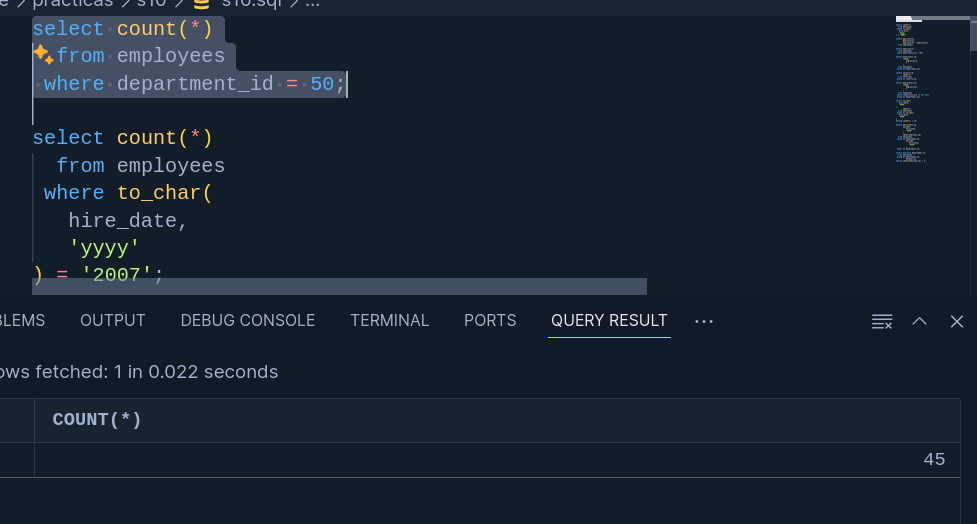 prácticas > s10 > s10.sql > ...
select count(*)
from employees
where department_id = 50;
select count(*)
from employees
where to_char(
hire_date,
'yyyy'
) = '2007';
BLEMS OUTPUT DEBUG CONSOLE TERMINAL PORTS QUERY RESULT ...
ows fetched: 1 in 0.022 seconds
COUNT(*)
45